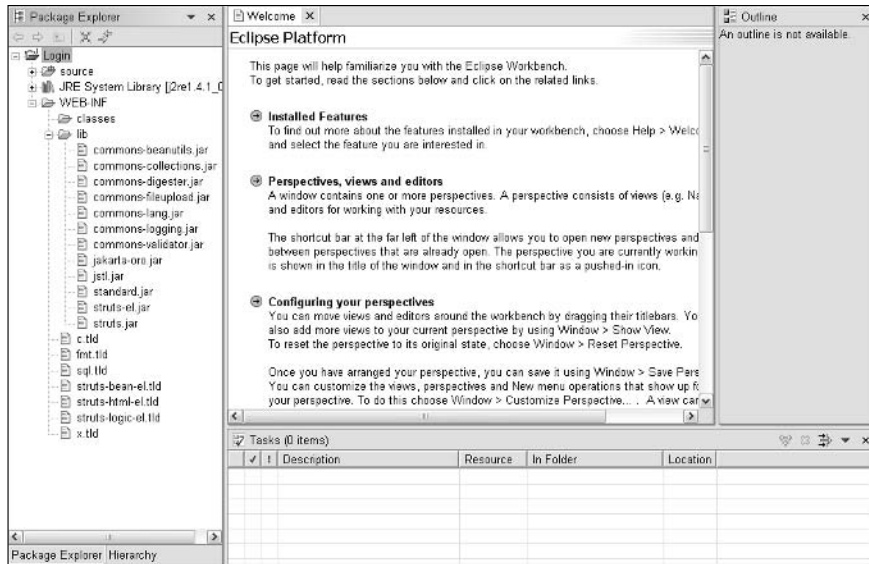 Package Explorer
Login
source
JRE System Library [j2re1.4.1_0
WEB-INF
classes
lib
commons-beanutils.jar
commons-collections.jar
commons-digester.jar
commons-fileupload.jar
commons-lang.jar
commons-logging.jar
commons-validator.jar
jakarta-oro.jar
jstl.jar
standard.jar
struts-el.jar
struts.jar
c.tld
fmt.tld
sql.tld
struts-bean-el.tld
struts-html-el.tld
struts-logic-el.tld
x.tld
Package Explorer Hierarchy
Welcome
Eclipse Platform
This page will help familiarize you with the Eclipse Workbench.
To get started, read the sections below and click on the related links.
Installed Features
To find out more about the features installed in your workbench, choose Help > Welco
and select the feature you are interested in.
Perspectives, views and editors
A window contains one or more perspectives. A perspective consists of views (e.g. Na
and editors for working with your resources.
The shortcut bar at the far left of the window allows you to open new perspectives and
between perspectives that are already open. The perspective you are currently workin
is shown in the title of the window and in the shortcut bar as a pushed-in icon.
Configuring your perspectives
You can move views and editors around the workbench by dragging their titlebars. Yo
also add more views to your current perspective by using Window > Show View.
To reset the perspective to its original state, choose Window > Reset Perspective.
Once you have arranged your perspective, you can save it using Window > Save Pers
You can customize the views, perspectives and New menu operations that show up fo
your perspective. To do this choose Window > Customize Perspective... . A view can
Outline
An outline is not available.
Tasks (0 items)
✓ ! Description Resource In Folder Location